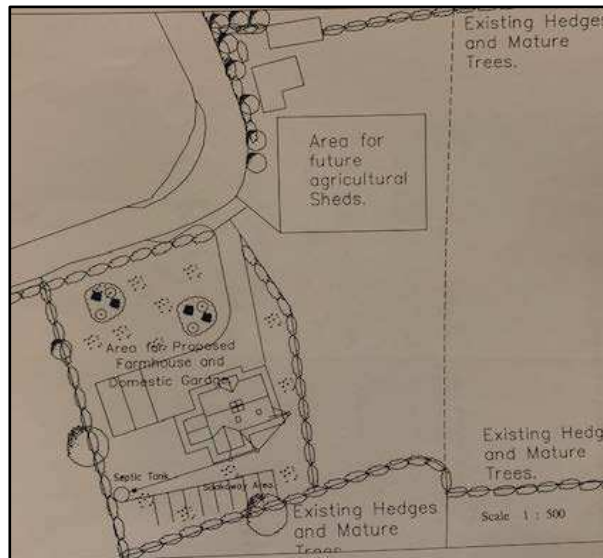 Existing Hedges
and Mature
Trees.
Area for
future
agricultural
Sheds.
Area for Proposed
Farmhouse and
Domestic Garden
Septic Tank
Soakaway Area
Existing Hedges
and Mature
Trees
Existing Hedg
and Mature
Trees.
Scale 1 : 500